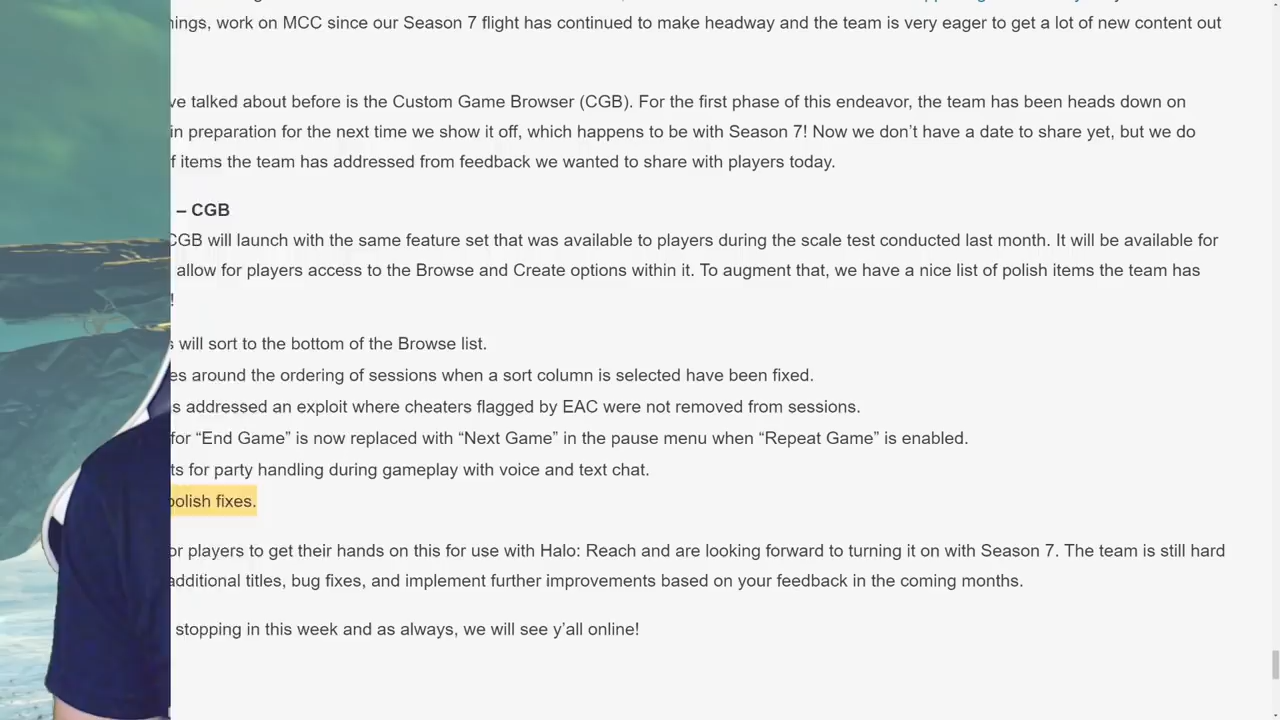 work on MCC since our Season 7 flight has continued to make headway and the team is very eager to get a lot of new content out
talked about before is the Custom Game Browser (CGB). For the first phase of this endeavor, the team has been heads down on
in preparation for the next time we show it off, which happens to be with Season 7! Now we don’t have a date to share yet, but we do
items the team has addressed from feedback we wanted to share with players today.
– CGB
CGB will launch with the same feature set that was available to players during the scale test conducted last month. It will be available for
allow for players access to the Browse and Create options within it. To augment that, we have a nice list of polish items the team has
!
will sort to the bottom of the Browse list.
around the ordering of sessions when a sort column is selected have been fixed.
addressed an exploit where cheaters flagged by EAC were not removed from sessions.
for “End Game” is now replaced with “Next Game” in the pause menu when “Repeat Game” is enabled.
for party handling during gameplay with voice and text chat.
polish fixes.
or players to get their hands on this for use with Halo: Reach and are looking forward to turning it on with Season 7. The team is still hard
additional titles, bug fixes, and implement further improvements based on your feedback in the coming months.
stopping in this week and as always, we will see y’all online!